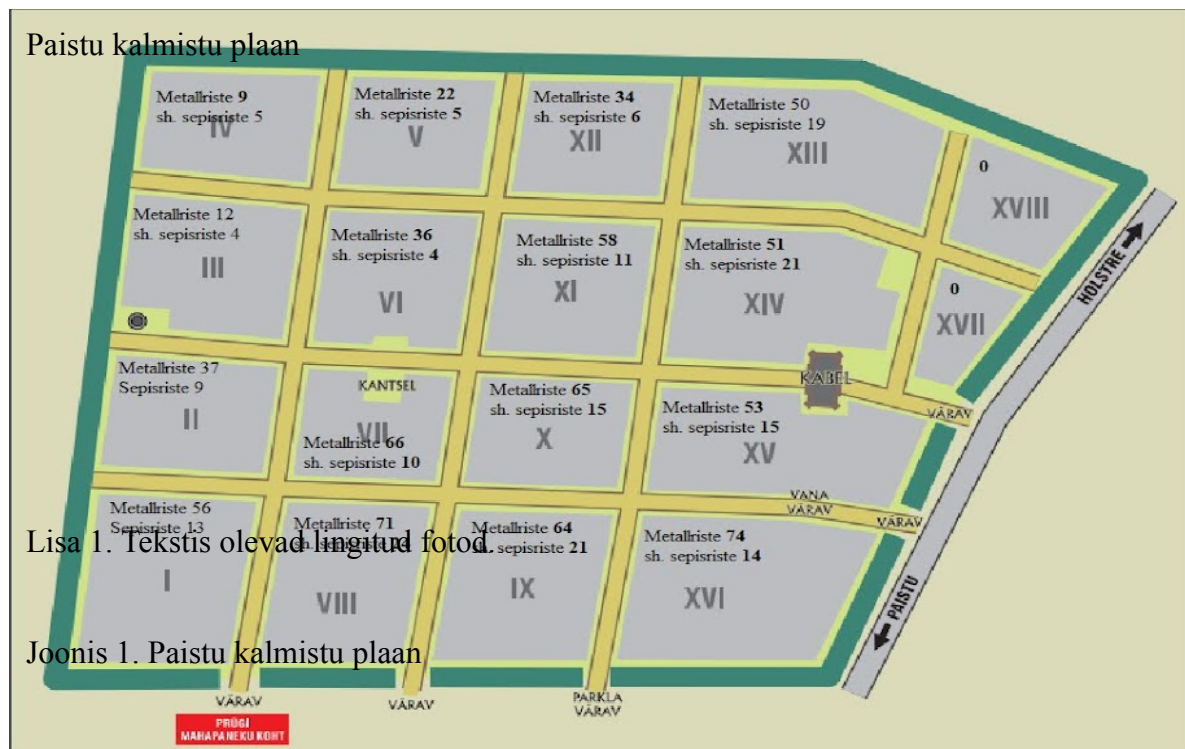 Paistu kalmistu plaan
Metallriste 9
sh. sepisriste 5
IV
Metallriste 22
sh. sepisriste 5
V
Metallriste 34
sh. sepisriste 6
XII
Metallriste 50
sh. sepisriste 19
XIII
0
XVIII
Metallriste 12
sh. sepisriste 4
III
Metallriste 36
sh. sepisriste 4
VI
Metallriste 58
sh. sepisriste 11
XI
Metallriste 51
sh. sepisriste 21
XIV
0
XVII
HOLSTRE
Metallriste 37
Sepisriste 9
II
KANTSEL
VII
Metallriste 66
sh. sepisriste 10
Metallriste 65
sh. sepisriste 15
X
KABEL
Metallriste 53
sh. sepisriste 15
XV
VÄRAV
VANA
VÄRAV
VÄRAV
Metallriste 56
Sepisriste 13
I
Metallriste 71
sh. sepisriste
VIII
Metallriste 64
sh. sepisriste 21
IX
Metallriste 74
sh. sepisriste 14
XVI
PAISTU
Lisa 1. Tekstis olevad lingitud fotod.
Joonis 1. Paistu kalmistu plaan
VÄRAV
VÄRAV
PARKLA
VÄRAV
PRÜGI
MAHAPANEKU KOHT